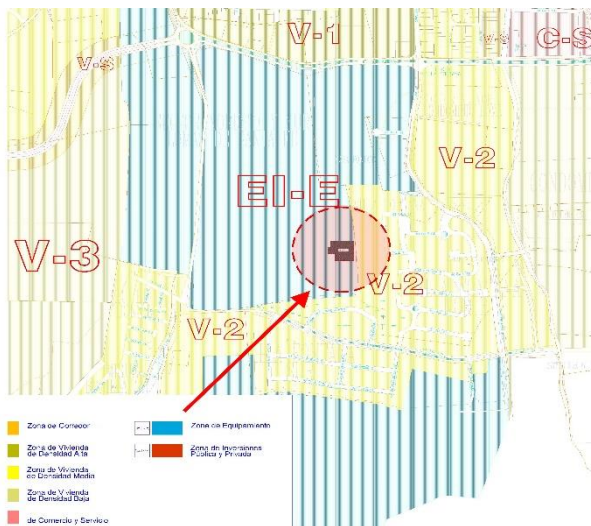 V-1
C-S
V-S
V-2
EI-E
V-3
V-2
V-2
Zona de Corredor
Zona de Equipamiento
Zona de Vivienda
de Densidad Alta
Zona de Inversiones
Pública y Privada
Zona de Vivienda
de Densidad Media
Zona de Vivienda
de Densidad Baja
de Comercio y Servicio